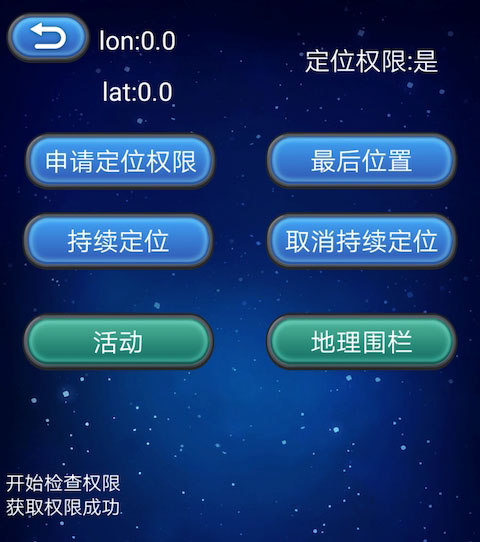 lon:0.0
定位权限:是
lat:0.0
申请定位权限
最后位置
持续定位
取消持续定位
活动
地理围栏
开始检查权限
获取权限成功